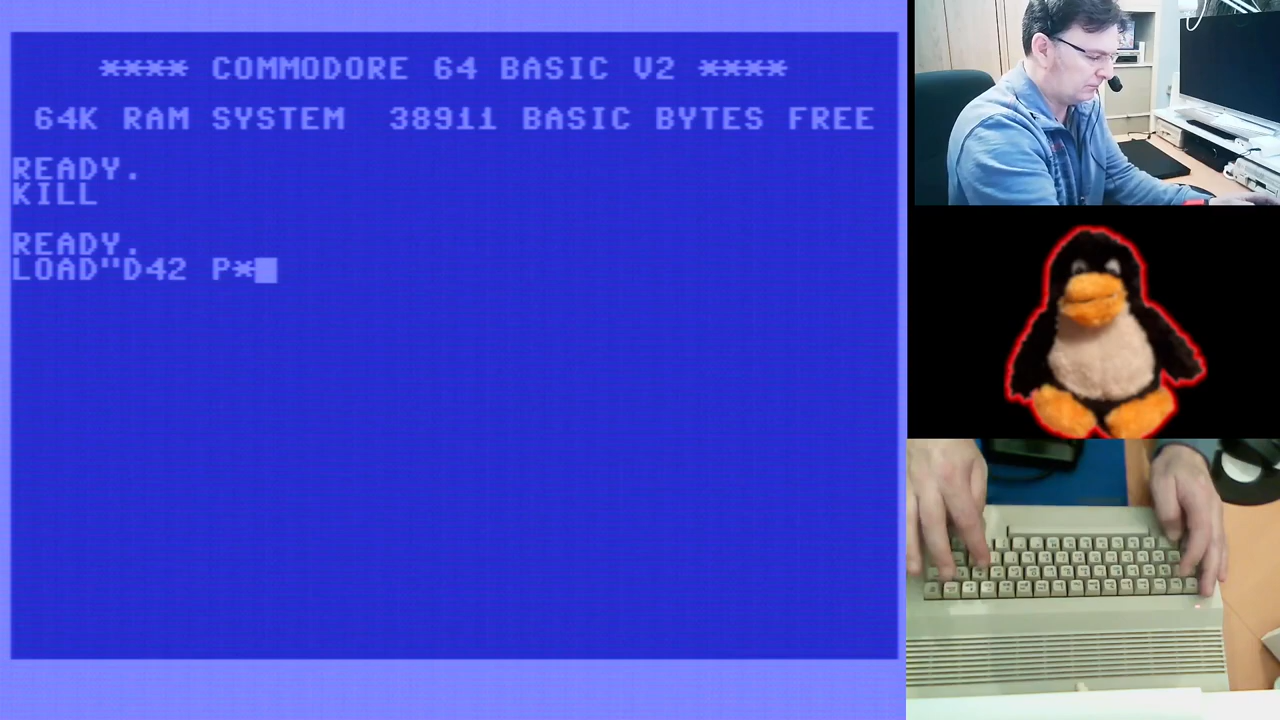 **** COMMODORE 64 BASIC V2 ****
64K RAM SYSTEM  38911 BASIC BYTES FREE
READY.
KILL
READY.
LOAD"D42 P*